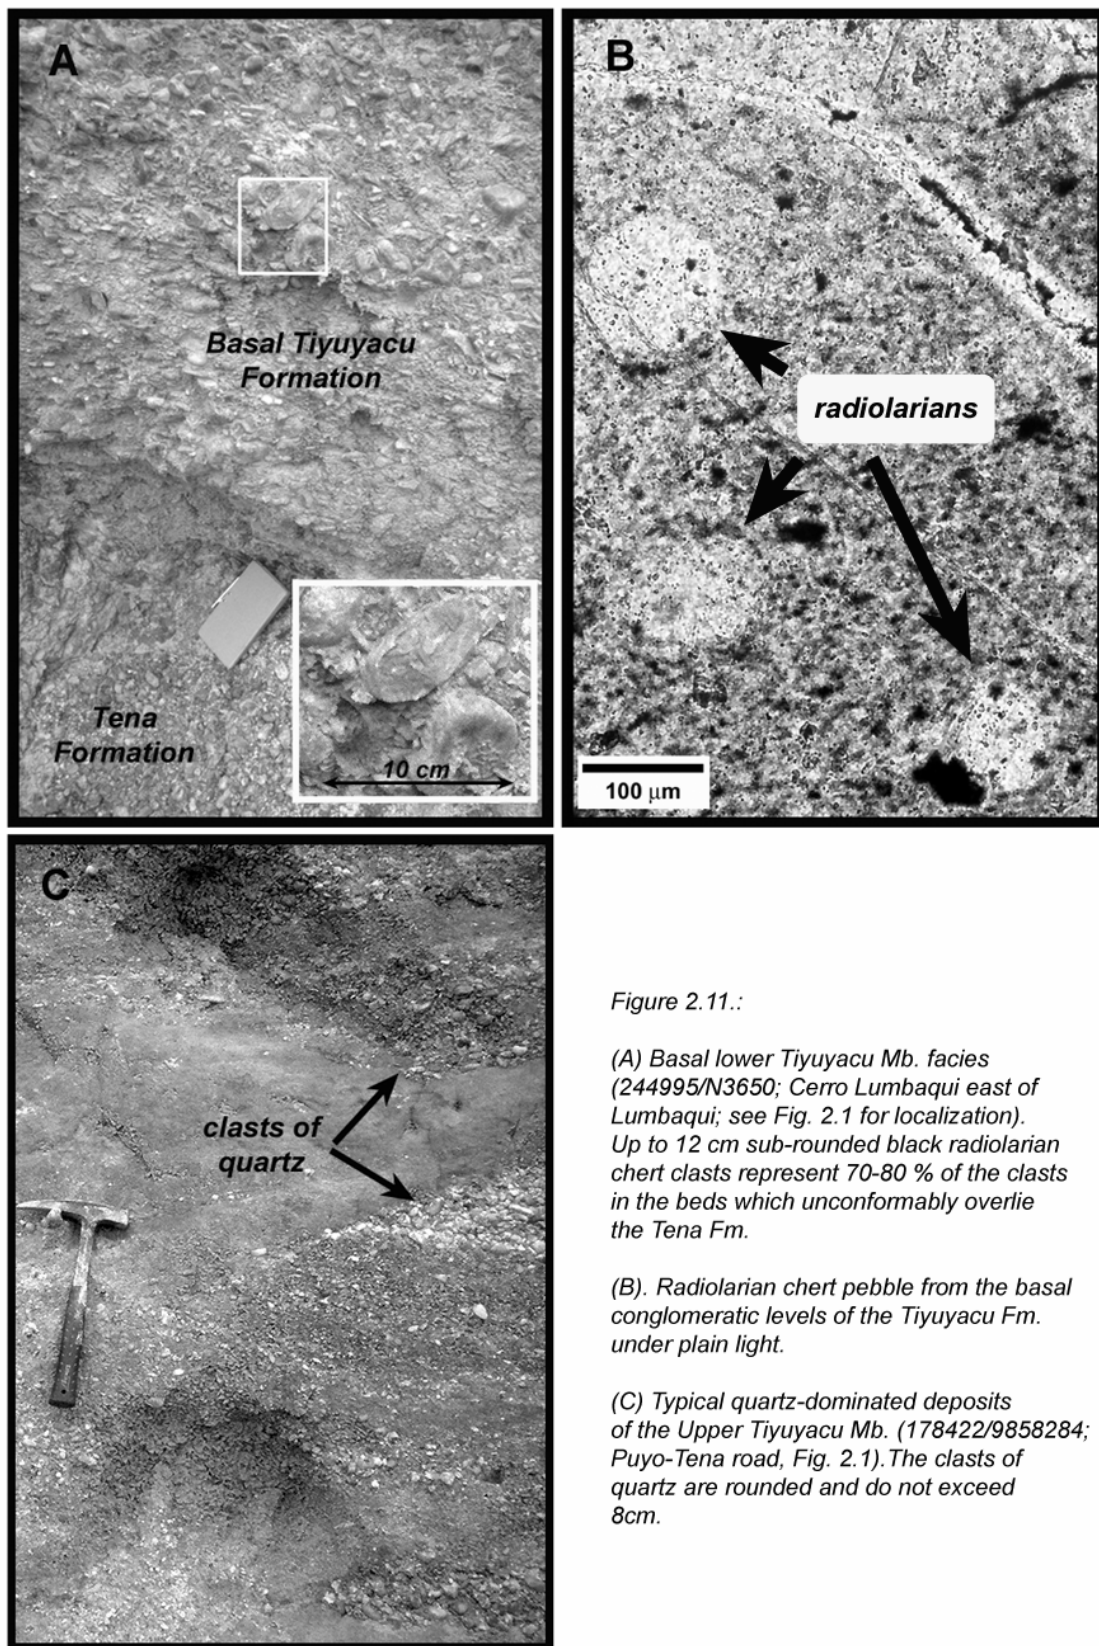 A
Basal Tiyuyacu
Formation
Tena
Formation
10 cm
B
radiolarians
100 μm
C
clasts of
quartz
Figure 2.11.:
(A) Basal lower Tiyuyacu Mb. facies
(244995/N3650; Cerro Lumbaqui east of
Lumbaqui; see Fig. 2.1 for localization).
Up to 12 cm sub-rounded black radiolarian
chert clasts represent 70-80 % of the clasts
in the beds which unconformably overlie
the Tena Fm.
(B). Radiolarian chert pebble from the basal
conglomeratic levels of the Tiyuyacu Fm.
under plain light.
(C) Typical quartz-dominated deposits
of the Upper Tiyuyacu Mb. (178422/9858284;
Puyo-Tena road, Fig. 2.1).The clasts of
quartz are rounded and do not exceed
8cm.